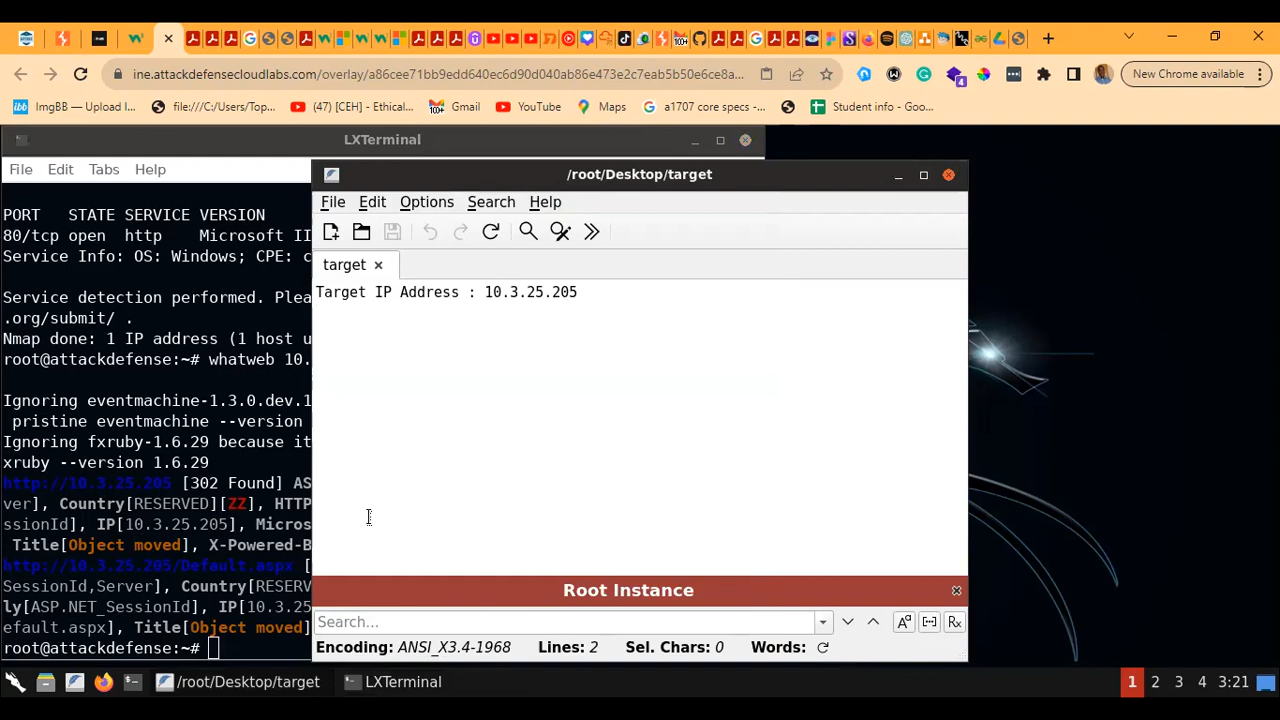 New Chrome available
ine.attackdefensecloudlabs.com/overlay/a86cce71bb9edd640ec6d90d040ab86e473e2c7eab5b50e6ce8a...
ImgBB — Upload I...
file:///C:/Users/Top...
(47) [CEH] - Ethical...
Gmail
YouTube
Maps
a1707 core specs -...
Student info - Goo...
LXTerminal
File Edit Tabs Help
PORT STATE SERVICE VERSION
80/tcp open http Microsoft II
Service Info: OS: Windows; CPE: c
Service detection performed. Plea
.org/submit/ .
Nmap done: 1 IP address (1 host u
root@attackdefense:~# whatweb 10.
Ignoring eventmachine-1.3.0.dev.1
pristine eventmachine --version
Ignoring fxruby-1.6.29 because it
xruby --version 1.6.29
http://10.3.25.205 [302 Found] AS
ver], Country[RESERVED][ZZ], HTTP
ssionId], IP[10.3.25.205], Micros
Title[Object moved], X-Powered-B
http://10.3.25.205/Default.aspx [
SessionId,Server], Country[RESERV
ly[ASP.NET_SessionId], IP[10.3.25
efault.aspx], Title[Object moved]
root@attackdefense:~#
/root/Desktop/target
File Edit Options Search Help
target
Target IP Address : 10.3.25.205
Root Instance
Search...
Encoding: ANSI_X3.4-1968 Lines: 2 Sel. Chars: 0 Words:
/root/Desktop/target
LXTerminal
1 2 3 4 3:21